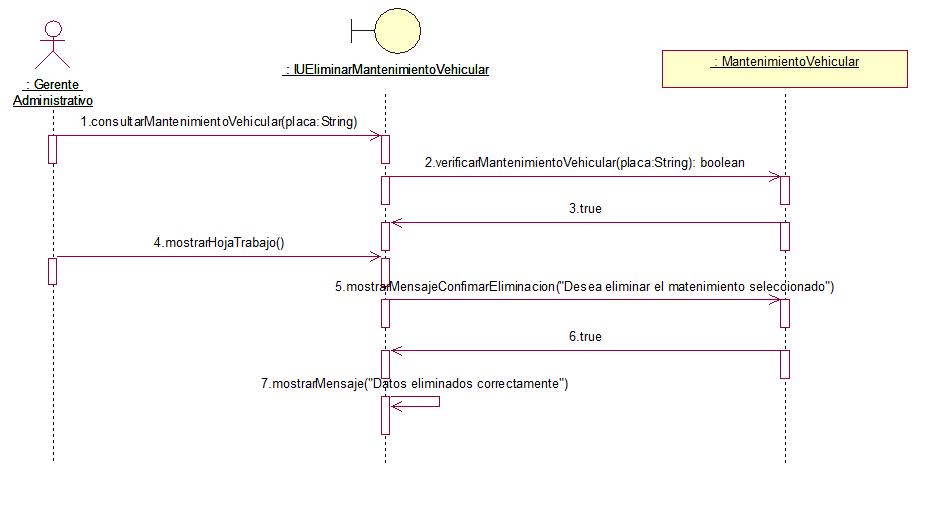 : Gerente
Administrativo
: IUEliminarMantenimientoVehicular
: MantenimientoVehicular
1.consultarMantenimientoVehicular(placa:String)
2.verificarMantenimientoVehicular(placa:String): boolean
3.true
4.mostrarHojaTrabajo()
5.mostrarMensajeConfimarEliminacion("Desea eliminar el matenimiento seleccionado")
6.true
7.mostrarMensaje("Datos eliminados correctamente")